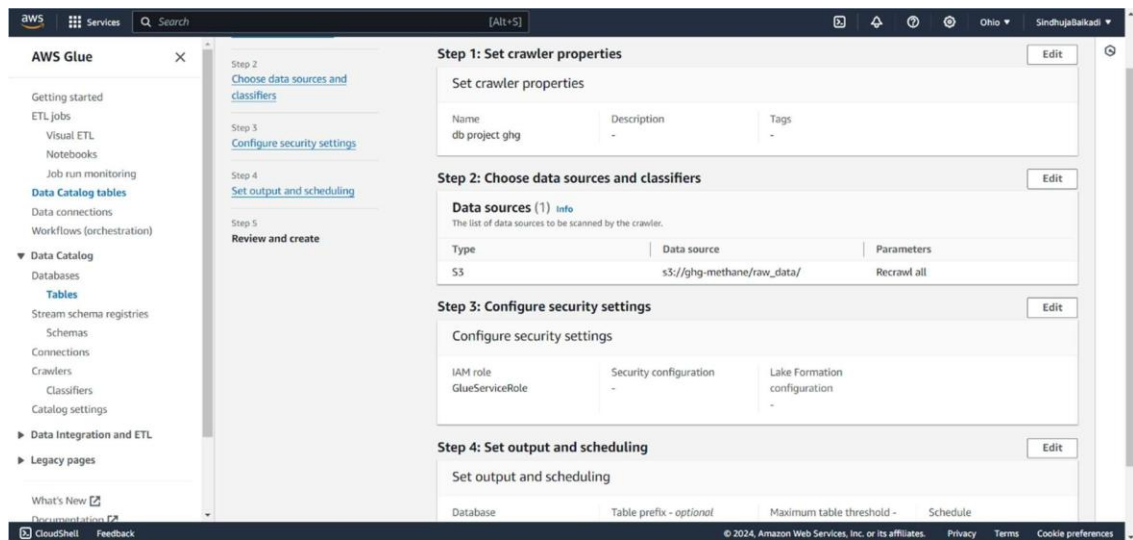 aws
Services
Search
[Alt+S]
Ohio
SindhujaBaikadi
AWS Glue
Getting started
ETL jobs
Visual ETL
Notebooks
Job run monitoring
Data Catalog tables
Data connections
Workflows (orchestration)
Data Catalog
Databases
Tables
Stream schema registries
Schemas
Connections
Crawlers
Classifiers
Catalog settings
Data Integration and ETL
Legacy pages
What's New
Documentation
Step 2
Choose data sources and
classifiers
Step 3
Configure security settings
Step 4
Set output and scheduling
Step 5
Review and create
Step 1: Set crawler properties
Edit
Set crawler properties
Name
Description
Tags
db project ghg
-
-
Step 2: Choose data sources and classifiers
Edit
Data sources (1) Info
The list of data sources to be scanned by the crawler.
Type
Data source
Parameters
S3
s3://ghg-methane/raw_data/
Recrawl all
Step 3: Configure security settings
Edit
Configure security settings
IAM role
Security configuration
Lake Formation
configuration
GlueServiceRole
-
-
Step 4: Set output and scheduling
Edit
Set output and scheduling
Database
Table prefix - optional
Maximum table threshold -
Schedule
CloudShell
Feedback
© 2024, Amazon Web Services, Inc. or its affiliates.
Privacy
Terms
Cookie preferences